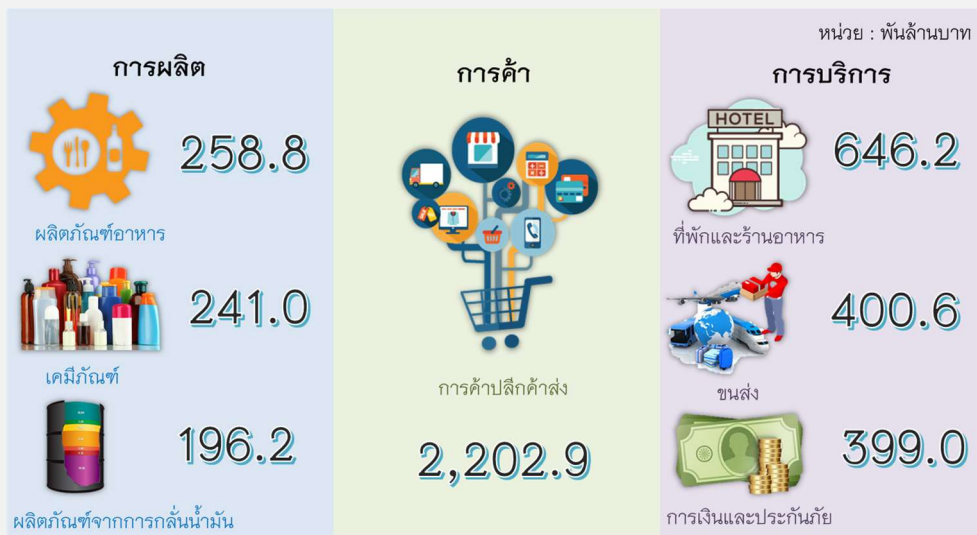 หน่วย : พันล้านบาท
การผลิต
258.8
ผลิตภัณฑ์อาหาร
241.0
เคมีภัณฑ์
196.2
ผลิตภัณฑ์จากการกลั่นน้ำมัน
การค้า
การค้าปลีกค้าส่ง
2,202.9
การบริการ
HOTEL
646.2
ที่พักและร้านอาหาร
400.6
ขนส่ง
399.0
การเงินและประกันภัย